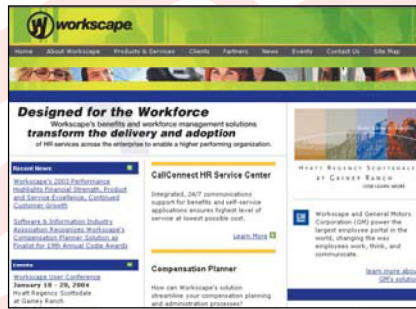 workscape.
Home About Workscape Products & Services Clients Partners News Events Contact Us Site Map
Designed for the Workforce
Workscape's benefits and workforce management solutions
transform the delivery and adoption
of HR services across the enterprise to enable a higher performing organization.
Recent News
Workscape's 2003 Performance
Highlights Financial Strength, Product
and Service Excellence, Continued
Customer Growth
Software & Information Industry
Association Recognizes Workscape's
Compensation Planner Solution as
Finalist for 19th Annual Codie Awards
Events
Workscape User Conference
January 18 - 20, 2004
Hyatt Regency Scottsdale
at Gainey Ranch
CallConnect HR Service Center
Integrated, 24/7 communications
support for benefits and self-service
applications ensures highest level of
service at lowest possible cost.
Learn More
Compensation Planner
How can Workscape's solution
streamline your compensation planning
and administration processes?
HYATT REGENCY SCOTTSDALE
AT GAINEY RANCH
CLICK LEARN MORE
GM
Workscape and General Motors
Corporation (GM) power the
largest employee portal in the
world, changing the way
employees work, think, and
communicate.
learn more about
GM's solution